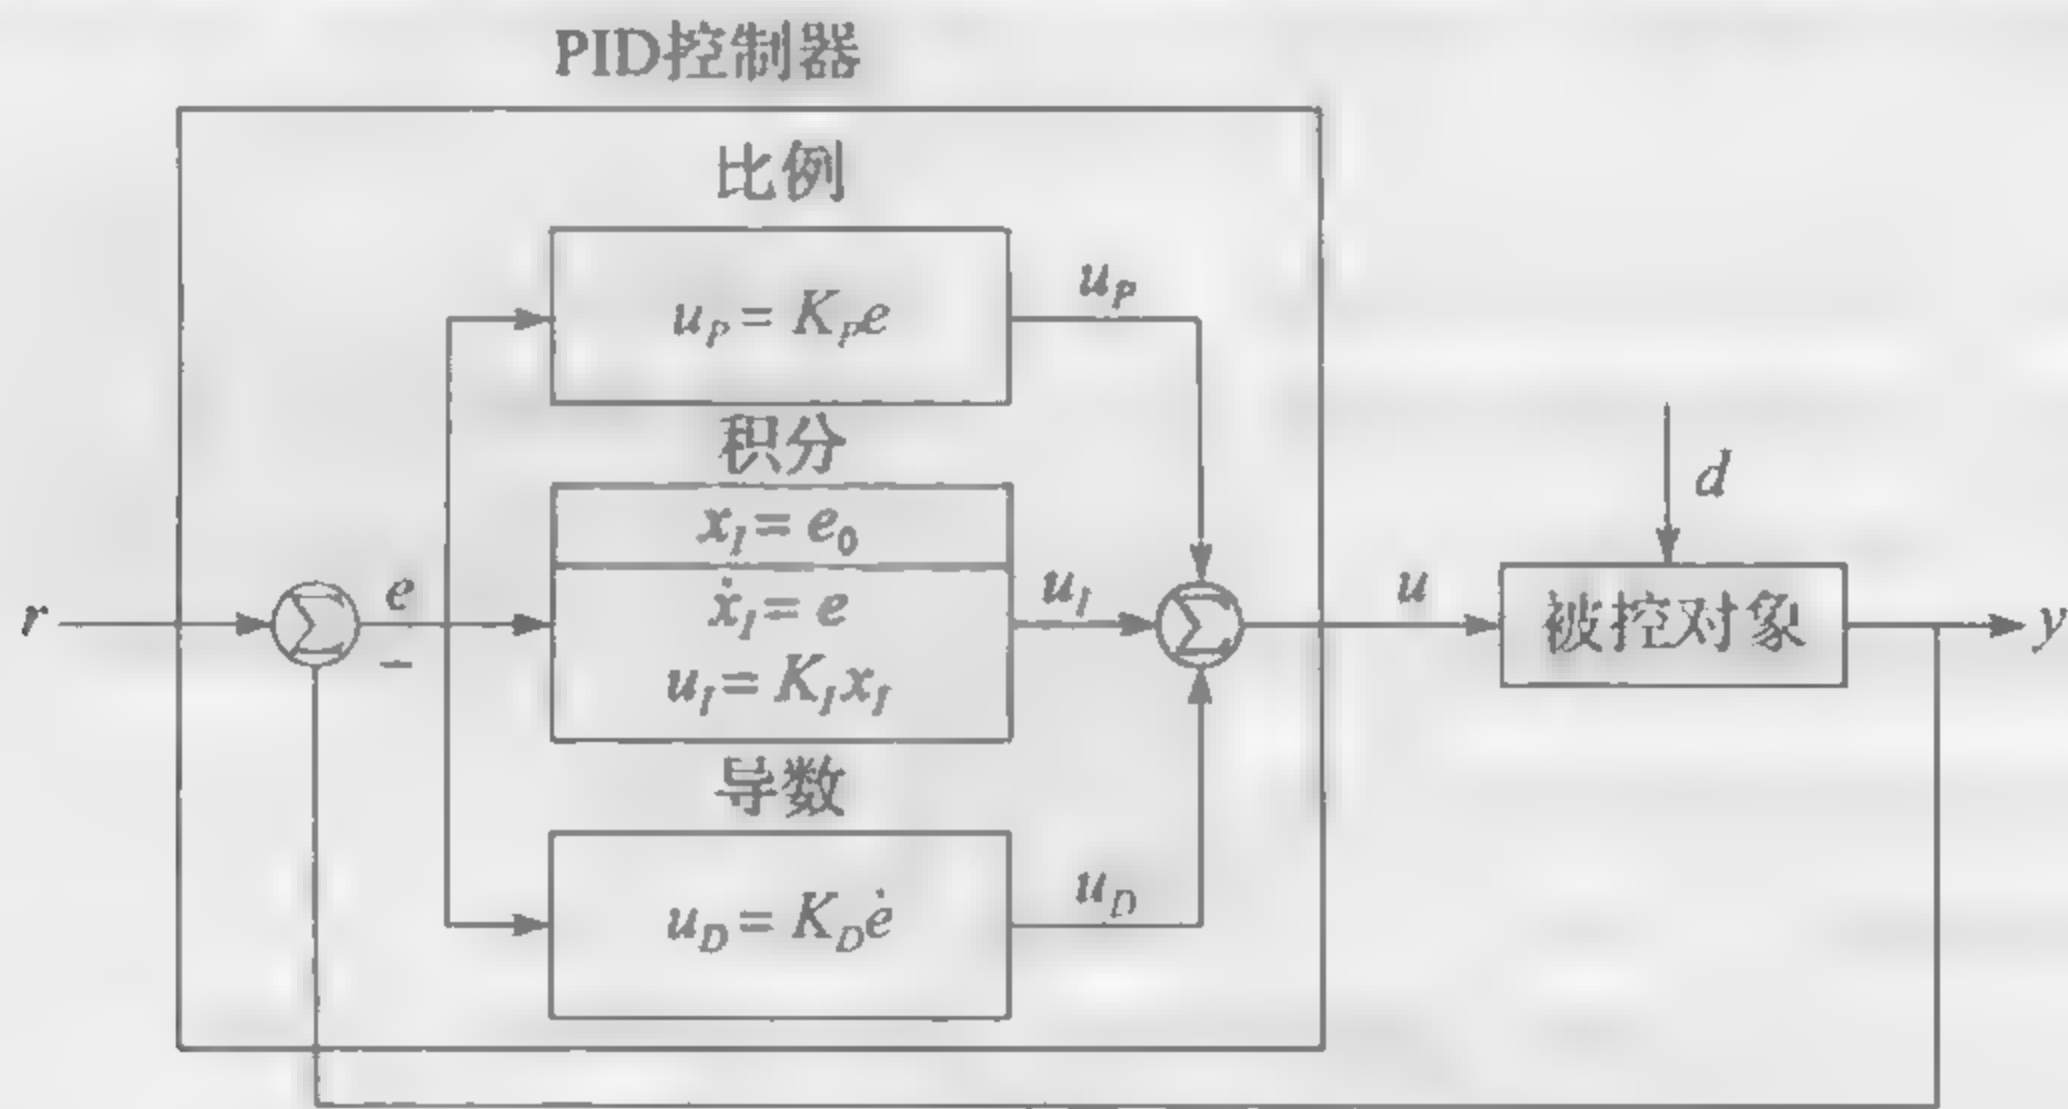 PID控制器
比例
u_P = K_P e
u_P
积分
x_I = e_0
ẋ_I = e
u_I = K_I x_I
u_I
导数
u_D = K_D ė
u_D
r
e
−
Σ
Σ
u
d
被控对象
y